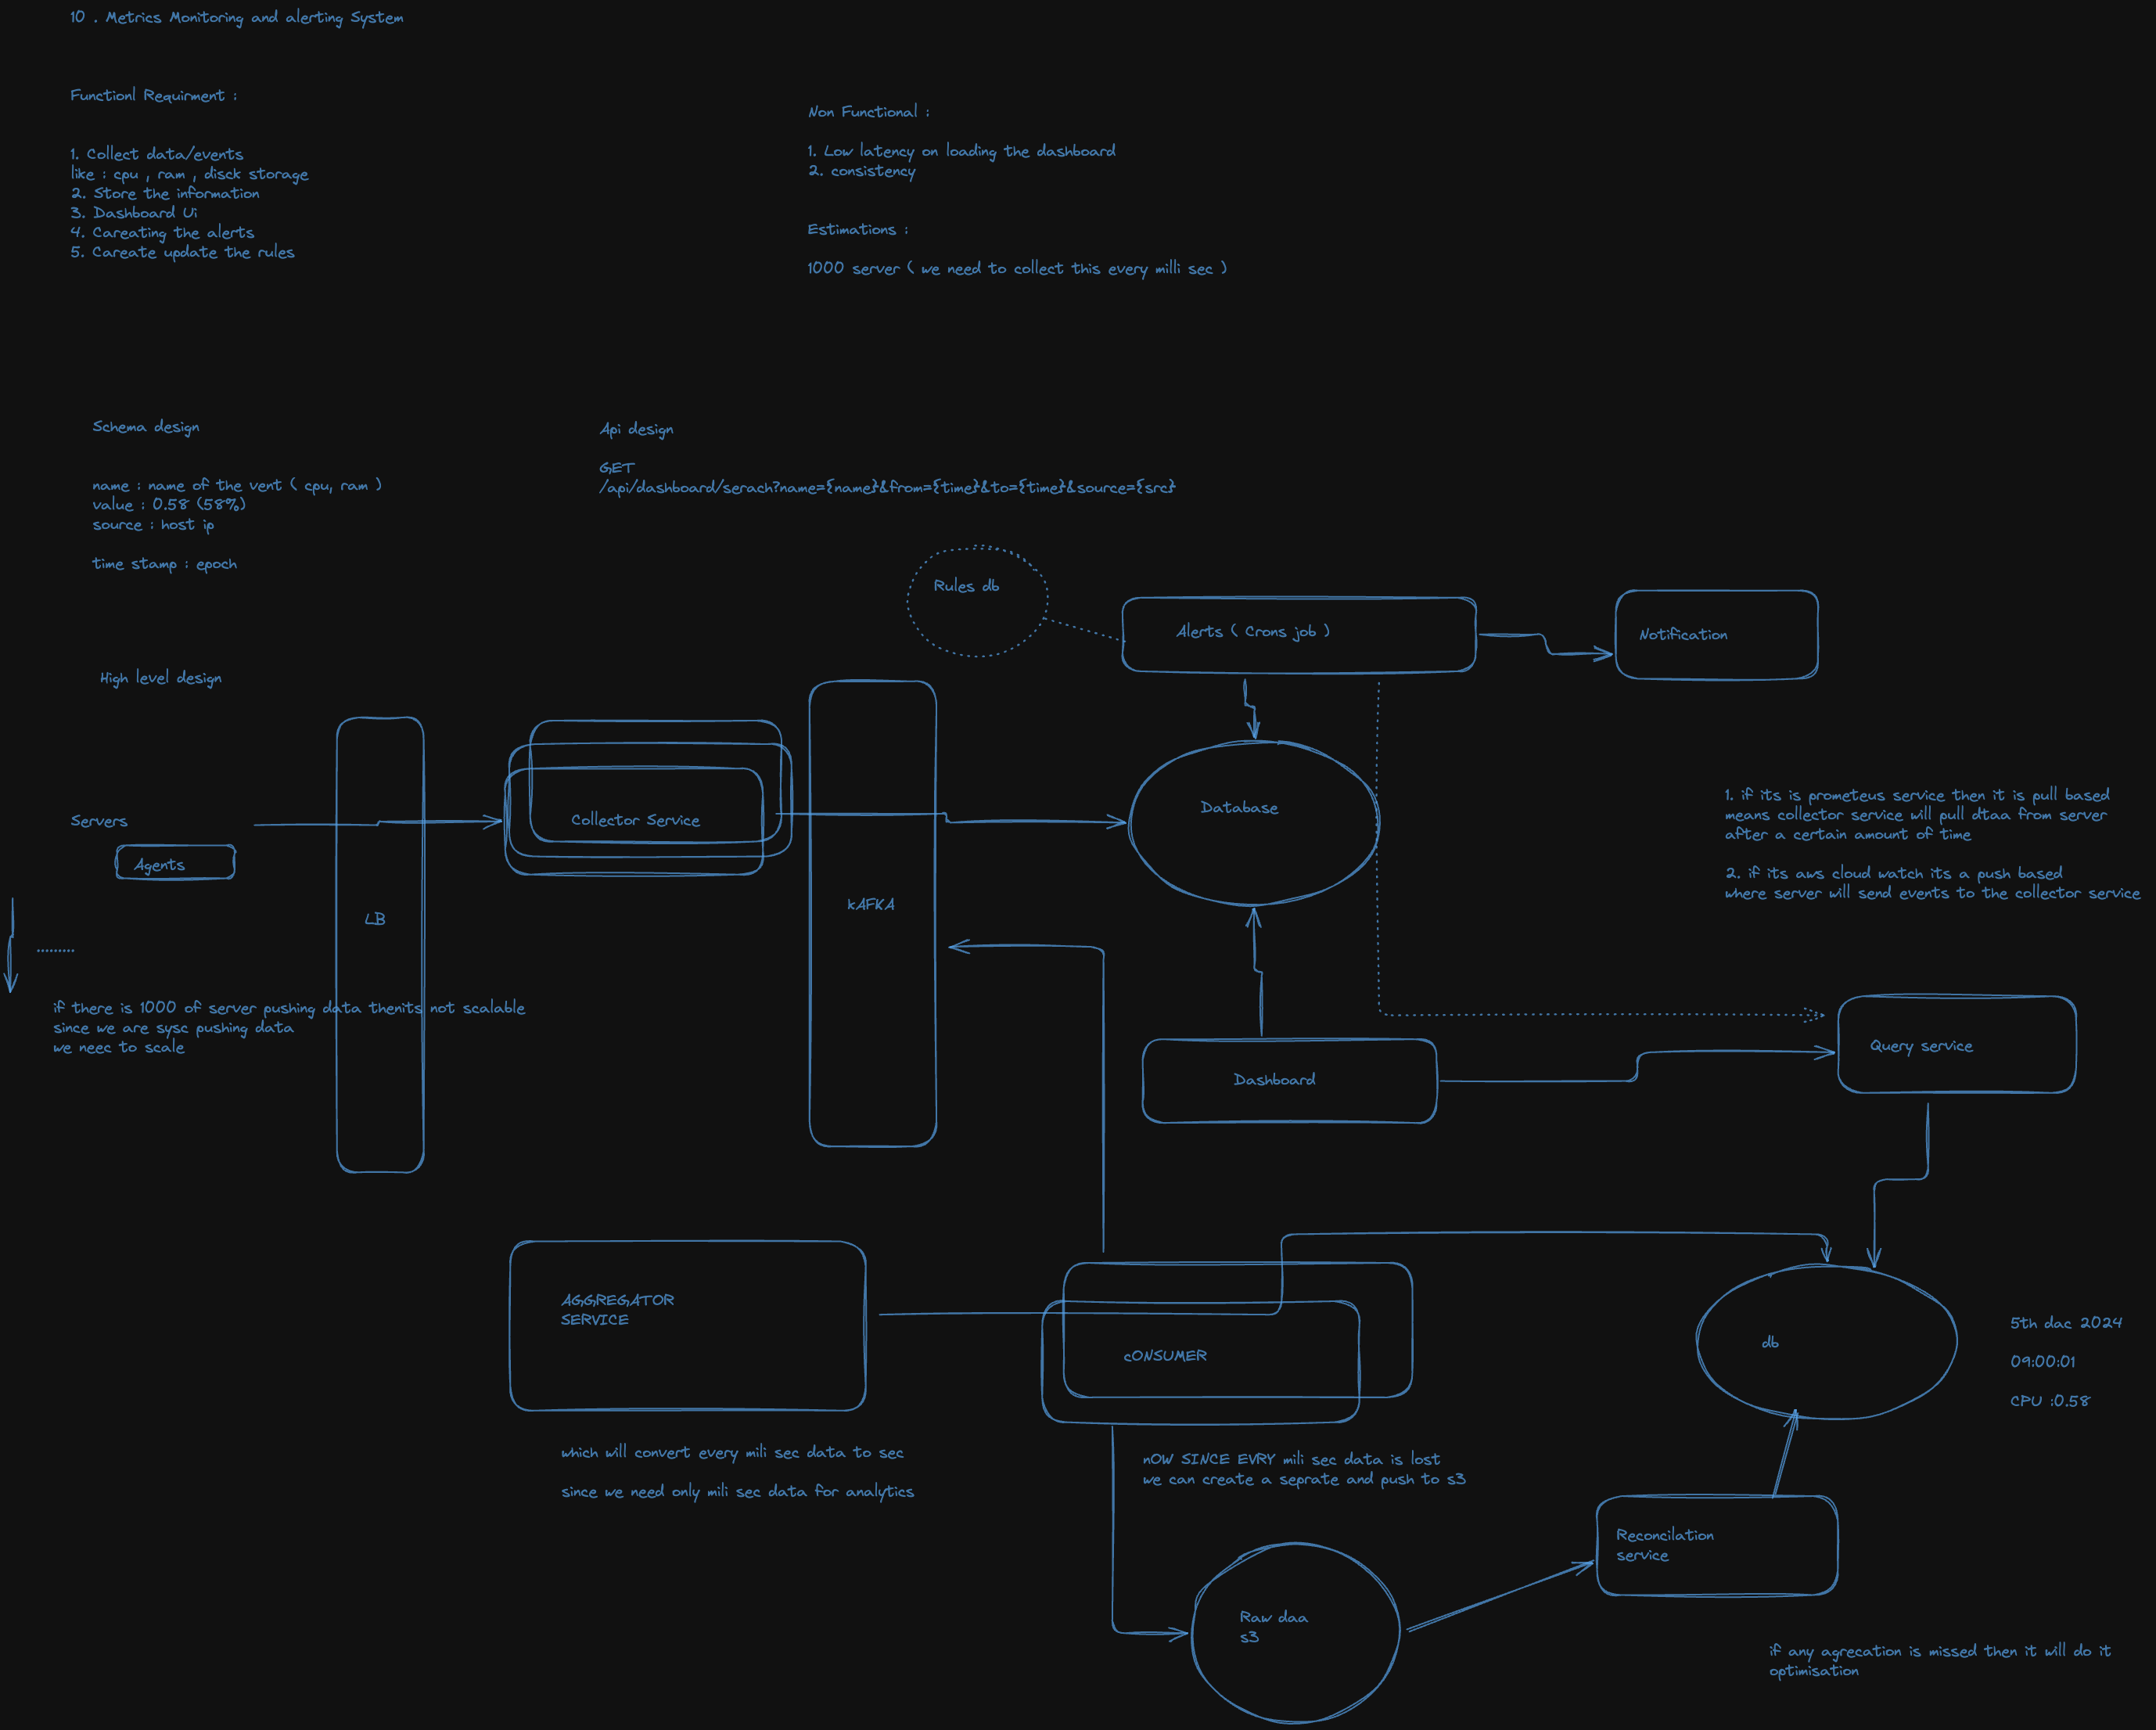 10 . Metrics Monitoring and alerting System
Functionl Requirment :
1. Collect data/events
like : cpu , ram , disck storage
2. Store the information
3. Dashboard Ui
4. Careating the alerts
5. Careate update the rules
Non Functional :
1. Low latency on loading the dashboard
2. consistency
Estimations :
1000 server ( we need to collect this every milli sec )
Schema design
name : name of the vent ( cpu, ram )
value : 0.58 (58%)
source : host ip
time stamp : epoch
Api design
GET
/api/dashboard/serach?name={name}&from={time}&to={time}&source={src}
Rules db
Alerts ( Crons job )
Notification
High level design
Servers
Agents
LB
Collector Service
kAFKA
Database
1. if its is prometeus service then it is pull based
means collector service will pull dtaa from server
after a certain amount of time
2. if its aws cloud watch its a push based
where server will send events to the collector service
.........
if there is 1000 of server pushing data thenits not scalable
since we are sysc pushing data
we neec to scale
Dashboard
Query service
AGGREGATOR
SERVICE
cONSUMER
db
5th dac 2024
09:00:01
CPU :0.58
which will convert every mili sec data to sec
since we need only mili sec data for analytics
nOW SINCE EVRY mili sec data is lost
we can create a seprate and push to s3
Reconcilation
service
Raw daa
s3
if any agrecation is missed then it will do it
optimisation